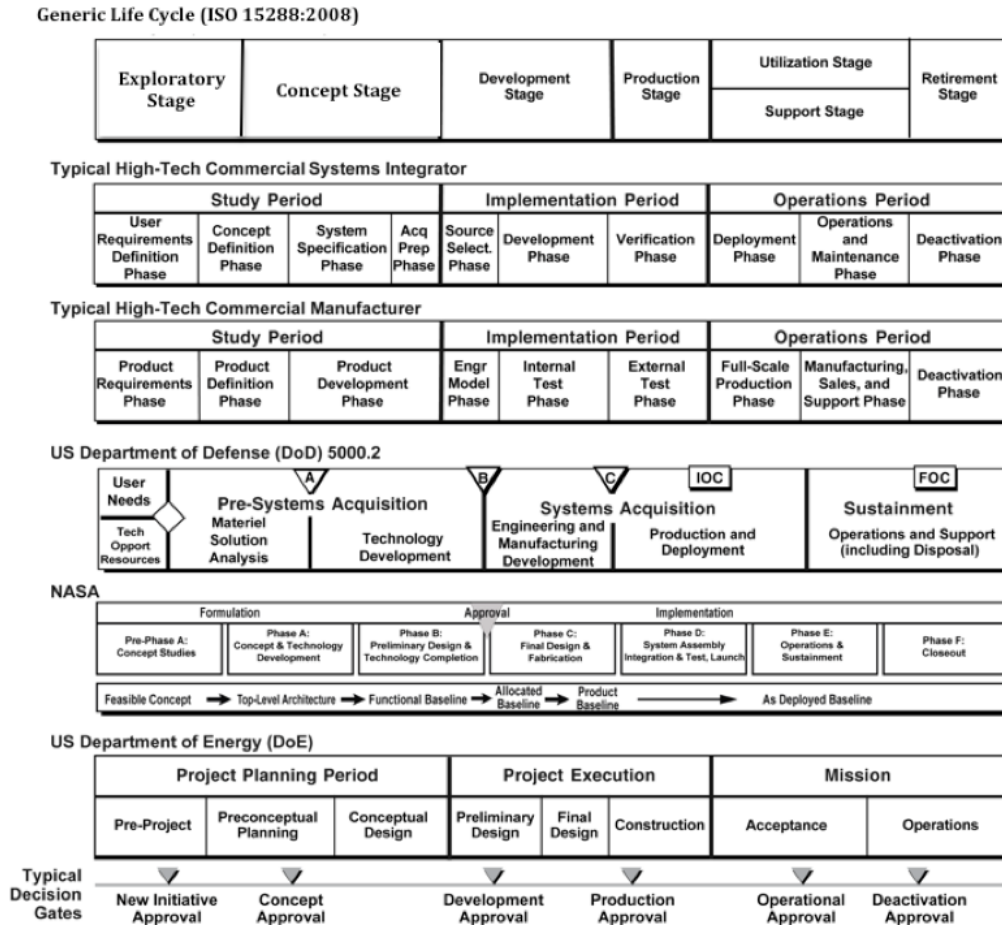 Generic Life Cycle (ISO 15288:2008)
Exploratory
Stage
Concept Stage
Development
Stage
Production
Stage
Utilization Stage
Support Stage
Retirement
Stage
Typical High-Tech Commercial Systems Integrator
Study Period
Implementation Period
Operations Period
User
Requirements
Definition
Phase
Concept
Definition
Phase
System
Specification
Phase
Acq
Prep
Phase
Source
Select.
Phase
Development
Phase
Verification
Phase
Deployment
Phase
Operations
and
Maintenance
Phase
Deactivation
Phase
Typical High-Tech Commercial Manufacturer
Study Period
Implementation Period
Operations Period
Product
Requirements
Phase
Product
Definition
Phase
Product
Development
Phase
Engr
Model
Phase
Internal
Test
Phase
External
Test
Phase
Full-Scale
Production
Phase
Manufacturing,
Sales, and
Support Phase
Deactivation
Phase
US Department of Defense (DoD) 5000.2
User
Needs
Tech
Opport
Resources
A
B
C
IOC
FOC
Pre-Systems Acquisition
Materiel
Solution
Analysis
Technology
Development
Systems Acquisition
Engineering and
Manufacturing
Development
Production and
Deployment
Sustainment
Operations and Support
(including Disposal)
NASA
Formulation
Approval
Implementation
Pre-Phase A:
Concept Studies
Phase A:
Concept & Technology
Development
Phase B:
Preliminary Design &
Technology Completion
Phase C:
Final Design &
Fabrication
Phase D:
System Assembly
Integration & Test, Launch
Phase E:
Operations &
Sustainment
Phase F:
Closeout
Feasible Concept
Top-Level Architecture
Functional Baseline
Allocated
Baseline
Product
Baseline
As Deployed Baseline
US Department of Energy (DoE)
Project Planning Period
Project Execution
Mission
Pre-Project
Preconceptual
Planning
Conceptual
Design
Preliminary
Design
Final
Design
Construction
Acceptance
Operations
Typical
Decision
Gates
New Initiative
Approval
Concept
Approval
Development
Approval
Production
Approval
Operational
Approval
Deactivation
Approval